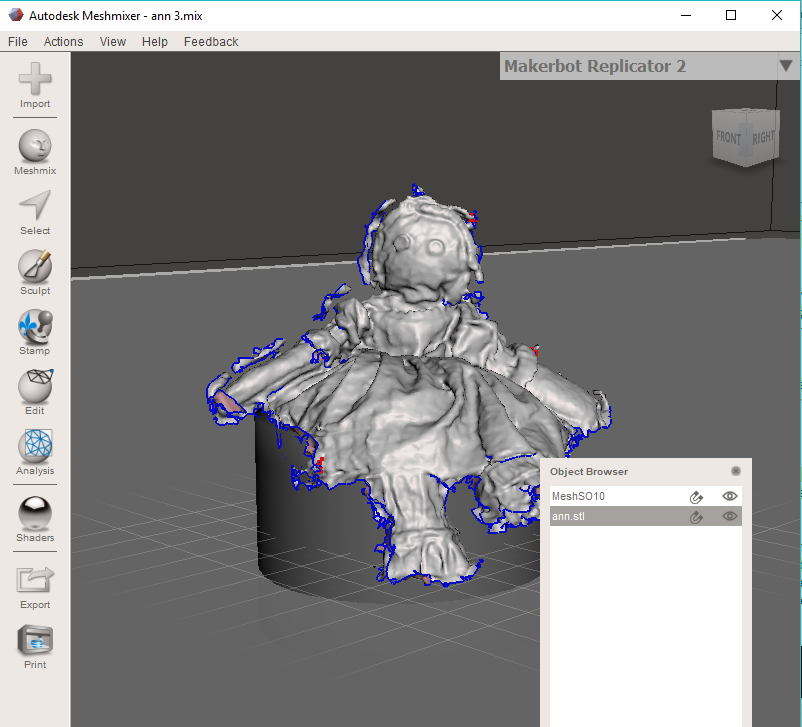 Autodesk Meshmixer - ann 3.mix
File Actions View Help Feedback
Makerbot Replicator 2
Import
FRONT RIGHT
Meshmix
Select
Sculpt
Stamp
Edit
Analysis
Object Browser
MeshSO10
ann.stl
Shaders
Export
Print